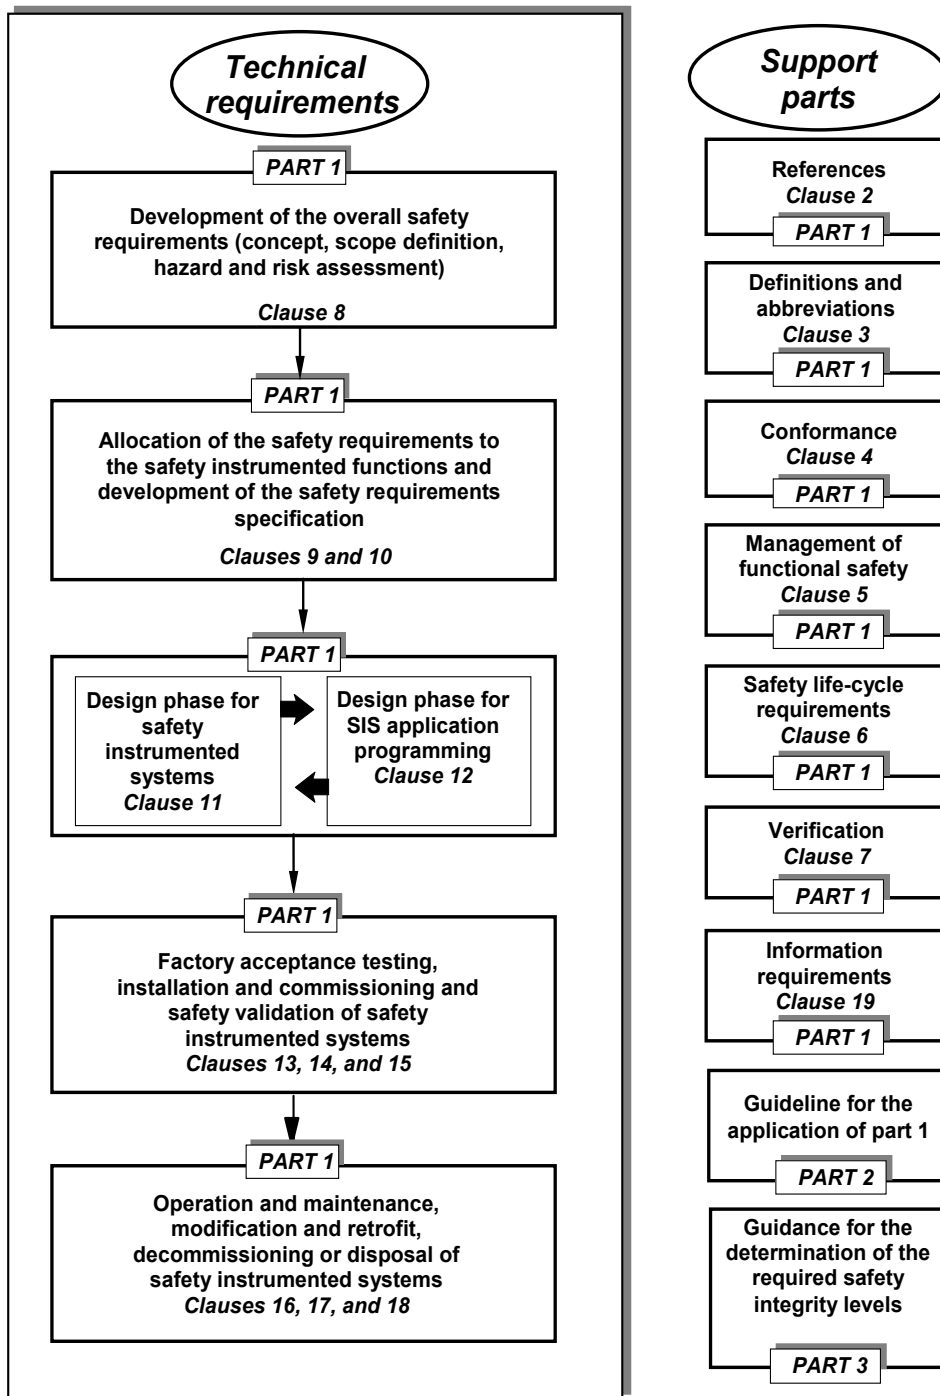 Technical
requirements
PART 1
Development of the overall safety
requirements (concept, scope definition,
hazard and risk assessment)
Clause 8
PART 1
Allocation of the safety requirements to
the safety instrumented functions and
development of the safety requirements
specification
Clauses 9 and 10
PART 1
Design phase for
safety
instrumented
systems
Clause 11
Design phase for
SIS application
programming
Clause 12
PART 1
Factory acceptance testing,
installation and commissioning and
safety validation of safety
instrumented systems
Clauses 13, 14, and 15
PART 1
Operation and maintenance,
modification and retrofit,
decommissioning or disposal of
safety instrumented systems
Clauses 16, 17, and 18
Support
parts
References
Clause 2
PART 1
Definitions and
abbreviations
Clause 3
PART 1
Conformance
Clause 4
PART 1
Management of
functional safety
Clause 5
PART 1
Safety life-cycle
requirements
Clause 6
PART 1
Verification
Clause 7
PART 1
Information
requirements
Clause 19
PART 1
Guideline for the
application of part 1
PART 2
Guidance for the
determination of the
required safety
integrity levels
PART 3